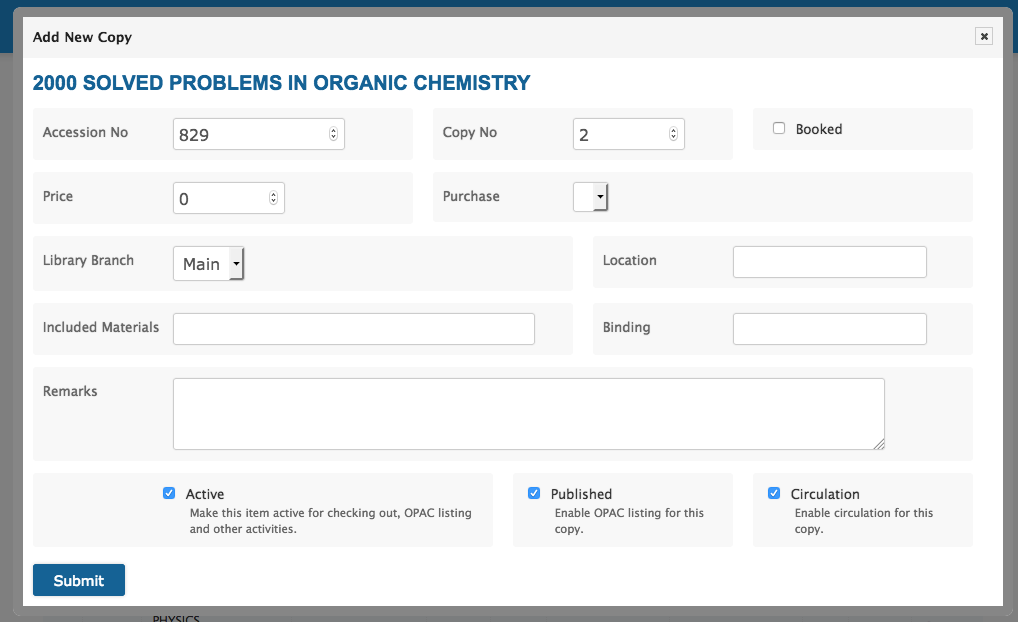 Add New Copy
2000 SOLVED PROBLEMS IN ORGANIC CHEMISTRY
Accession No 829 Copy No 2 Booked
Price 0 Purchase
Library Branch Main Location
Included Materials Binding
Remarks
Active Published Circulation
Make this item active for checking out, OPAC listing Enable OPAC listing for this Enable circulation for this
and other activities. copy. copy.
Submit
PHYSICS